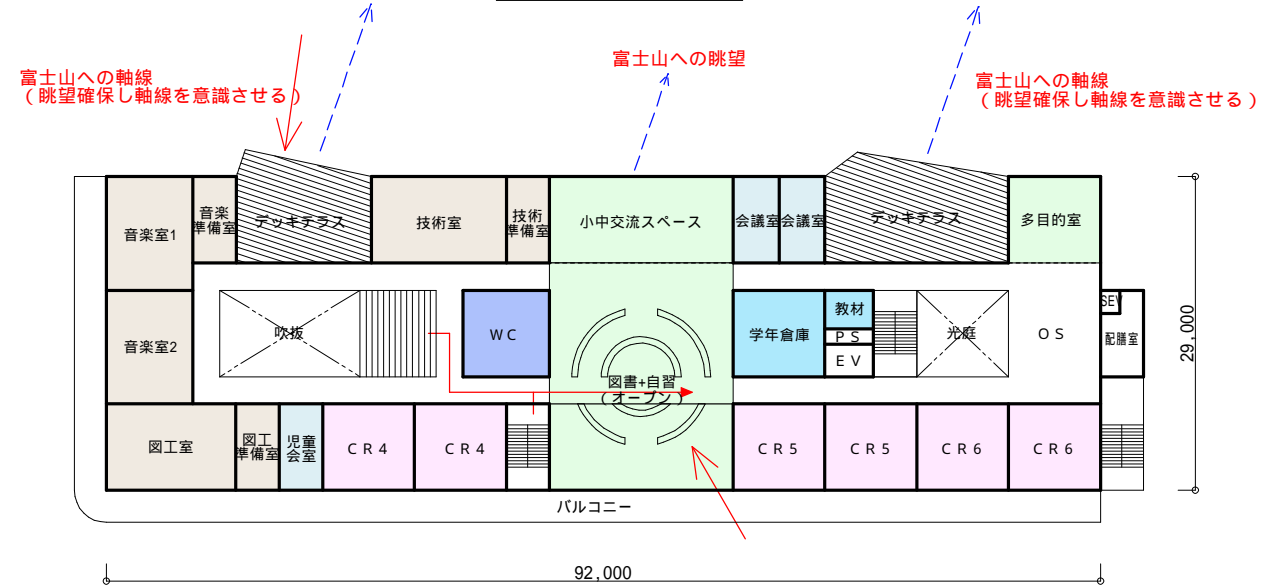 富士山への軸線
（眺望確保し軸線を意識させる）
富士山への眺望
富士山への軸線
（眺望確保し軸線を意識させる）
音楽室1
音楽
準備室
デッキテラス
技術室
技術
準備室
小中交流スペース
会議室
会議室
デッキテラス
多目的室
音楽室2
吹抜
ＷＣ
学年倉庫
教材
ＰＳ
ＥＶ
光庭
ＯＳ
SEV
配膳室
29,000
図書+自習
（オープン）
図工室
図工
準備室
児童
会室
ＣＲ４
ＣＲ４
ＣＲ５
ＣＲ５
ＣＲ６
ＣＲ６
バルコニー
92,000